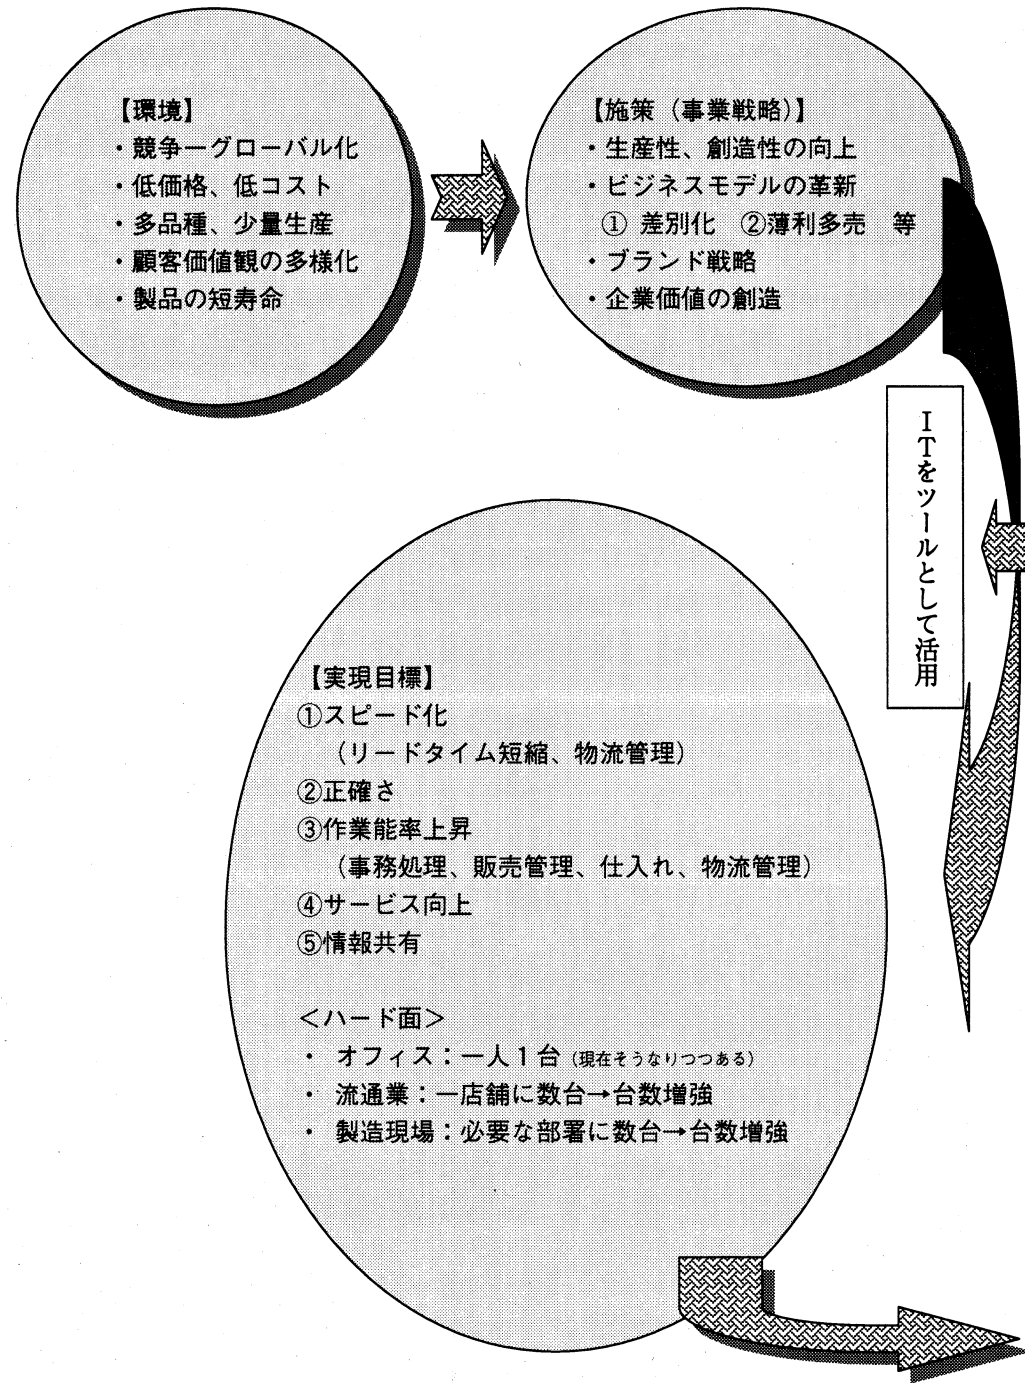 【環境】
・競争－グローバル化
・低価格、低コスト
・多品種、少量生産
・顧客価値観の多様化
・製品の短寿命
【施策（事業戦略）】
・生産性、創造性の向上
・ビジネスモデルの革新
① 差別化　②薄利多売　等
・ブランド戦略
・企業価値の創造
ＩＴをツールとして活用
【実現目標】
①スピード化
（リードタイム短縮、物流管理）
②正確さ
③作業能率上昇
（事務処理、販売管理、仕入れ、物流管理）
④サービス向上
⑤情報共有
＜ハード面＞
・ オフィス：一人１台（現在そうなりつつある）
・ 流通業：一店舗に数台→台数増強
・ 製造現場：必要な部署に数台→台数増強